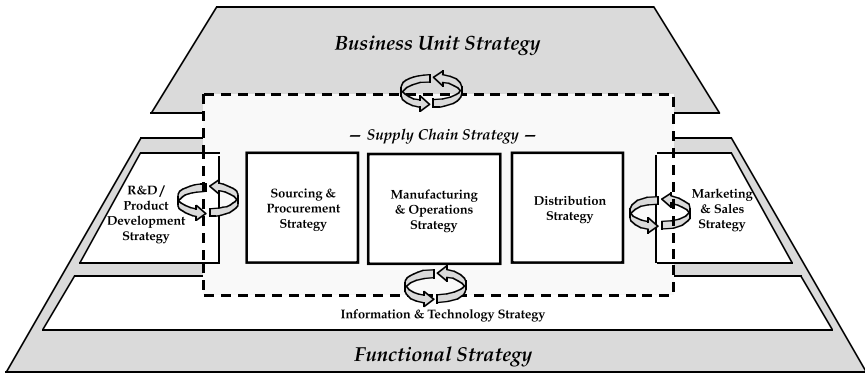 Business Unit Strategy
— Supply Chain Strategy —
R&D /
Product
Development
Strategy
Sourcing &
Procurement
Strategy
Manufacturing
& Operations
Strategy
Distribution
Strategy
Marketing
& Sales
Strategy
Information & Technology Strategy
Functional Strategy